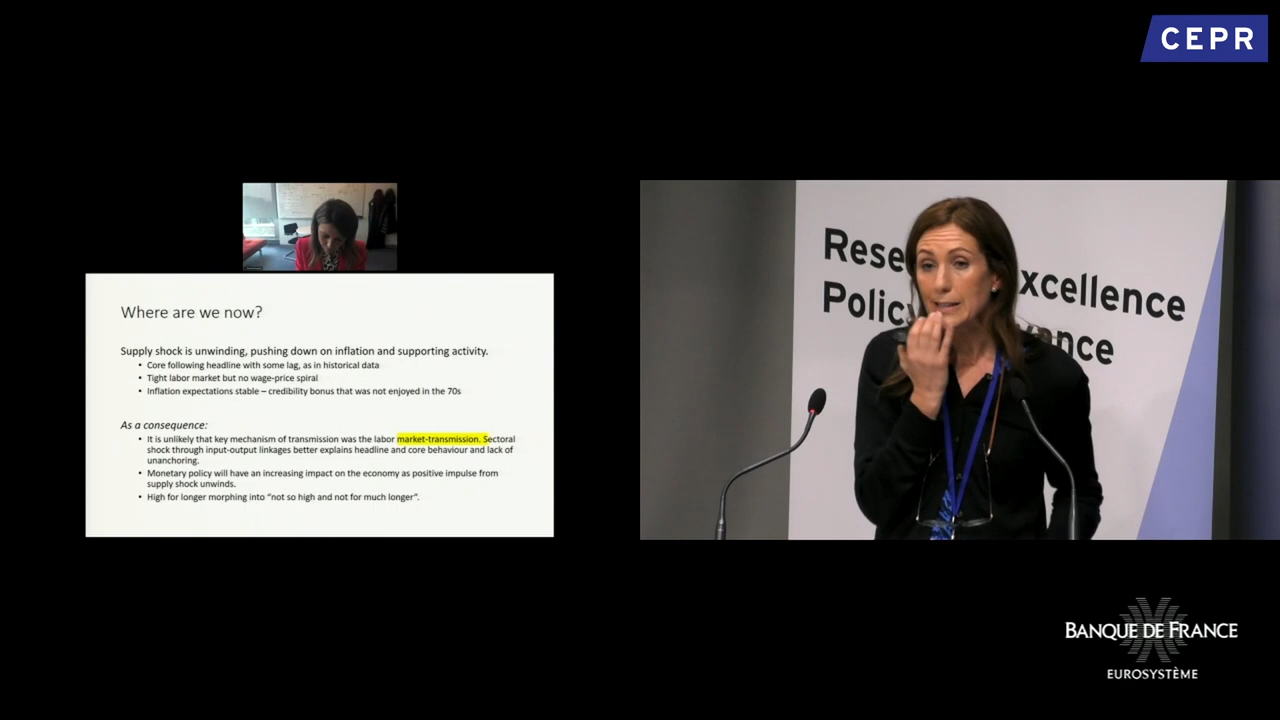 CEPR
Where are we now?
Supply shock is unwinding, pushing down on inflation and supporting activity.
• Core following headline with some lag, as in historical data
• Tight labor market but no wage-price spiral
• Inflation expectations stable – credibility bonus that was not enjoyed in the 70s
As a consequence:
• It is unlikely that key mechanism of transmission was the labor market-transmission. Sectoral
shock through input-output linkages better explains headline and core behaviour and lack of
unanchoring.
• Monetary policy will have an increasing impact on the economy as positive impulse from
supply shock unwinds.
• High for longer morphing into “not so high and not for much longer”.
Rese xcellence
Polic vance
BANQUE DE FRANCE
EUROSYSTÈME